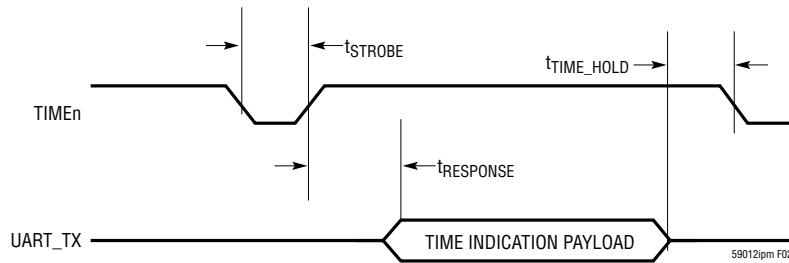 tSTROBE
tTIME_HOLD
TIMEn
tRESPONSE
UART_TX
TIME INDICATION PAYLOAD
59012ipm F02